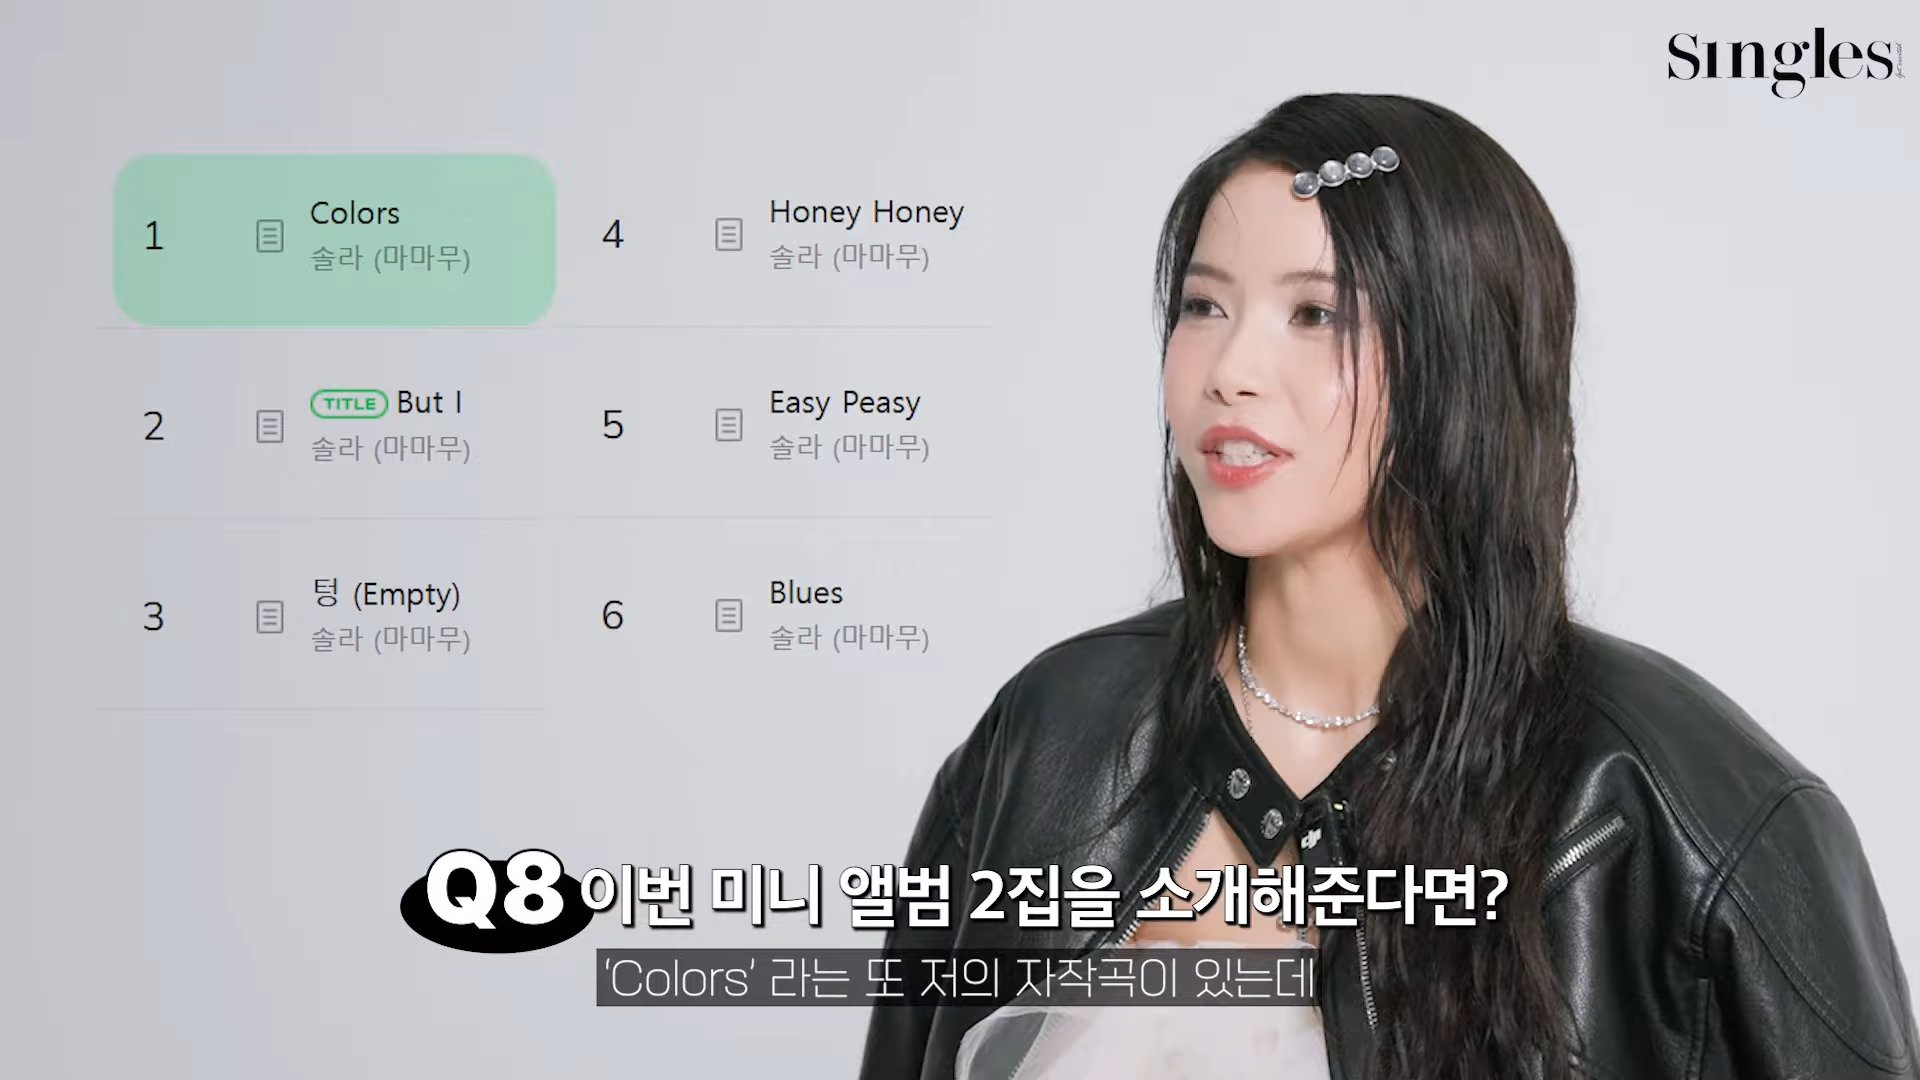 Singles
1
Colors
솔라 (마마무)
2
TITLE But I
솔라 (마마무)
3
텅 (Empty)
솔라 (마마무)
4
Honey Honey
솔라 (마마무)
5
Easy Peasy
솔라 (마마무)
6
Blues
솔라 (마마무)
Q8 이번 미니 앨범 2집을 소개해준다면?
‘Colors’ 라는 또 저의 자작곡이 있는데